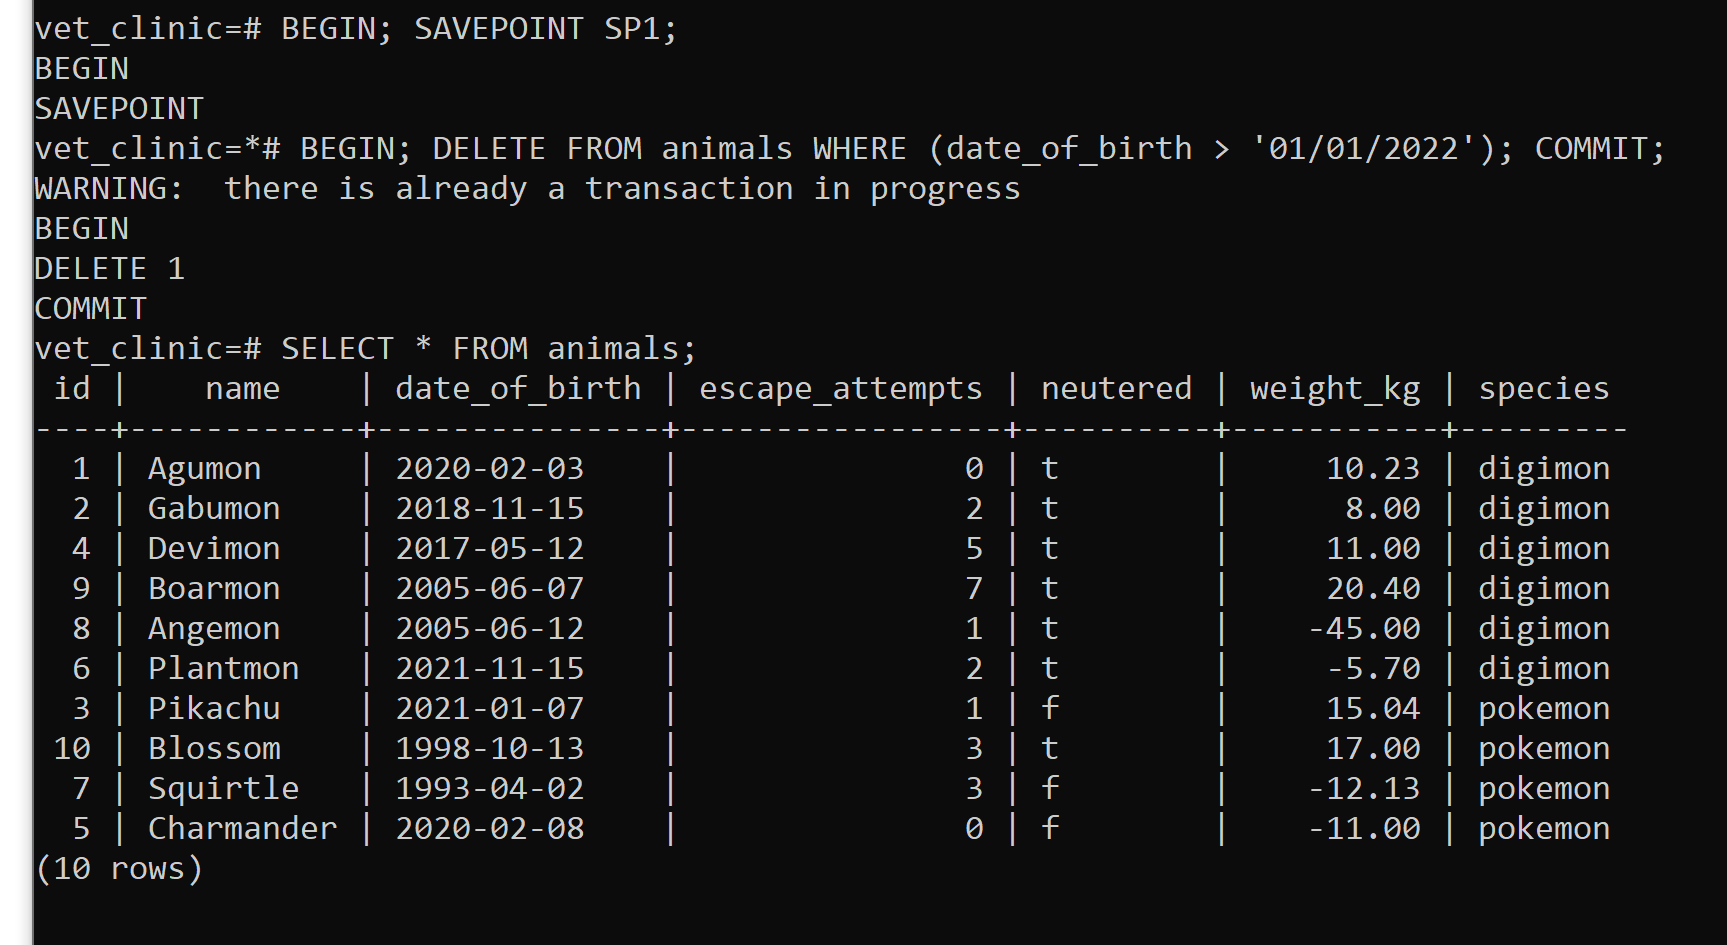 vet_clinic=# BEGIN; SAVEPOINT SP1;
BEGIN
SAVEPOINT
vet_clinic=*# BEGIN; DELETE FROM animals WHERE (date_of_birth > '01/01/2022'); COMMIT;
WARNING:  there is already a transaction in progress
BEGIN
DELETE 1
COMMIT
vet_clinic=# SELECT * FROM animals;
 id |    name    | date_of_birth | escape_attempts | neutered | weight_kg | species
----+------------+---------------+-----------------+----------+-----------+---------
  1 | Agumon     | 2020-02-03    |               0 | t        |     10.23 | digimon
  2 | Gabumon    | 2018-11-15    |               2 | t        |      8.00 | digimon
  4 | Devimon    | 2017-05-12    |               5 | t        |     11.00 | digimon
  9 | Boarmon    | 2005-06-07    |               7 | t        |     20.40 | digimon
  8 | Angemon    | 2005-06-12    |               1 | t        |    -45.00 | digimon
  6 | Plantmon   | 2021-11-15    |               2 | t        |     -5.70 | digimon
  3 | Pikachu    | 2021-01-07    |               1 | f        |     15.04 | pokemon
 10 | Blossom    | 1998-10-13    |               3 | t        |     17.00 | pokemon
  7 | Squirtle   | 1993-04-02    |               3 | f        |    -12.13 | pokemon
  5 | Charmander | 2020-02-08    |               0 | f        |    -11.00 | pokemon
(10 rows)